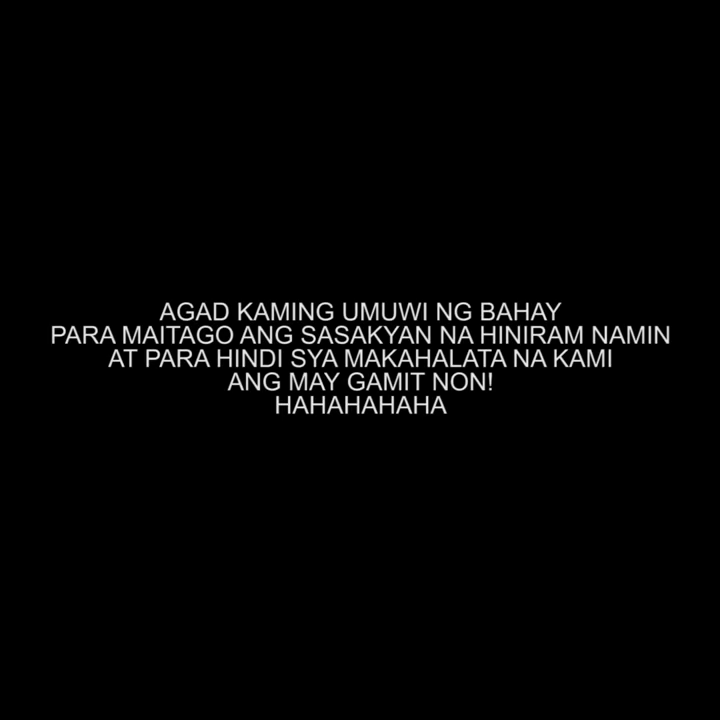 AGAD KAMING UMUWI NG BAHAY
PARA MAITAGO ANG SASAKYAN NA HINIRAM NAMIN
AT PARA HINDI SYA MAKAHALATA NA KAMI
ANG MAY GAMIT NON!
HAHAHAHAHA